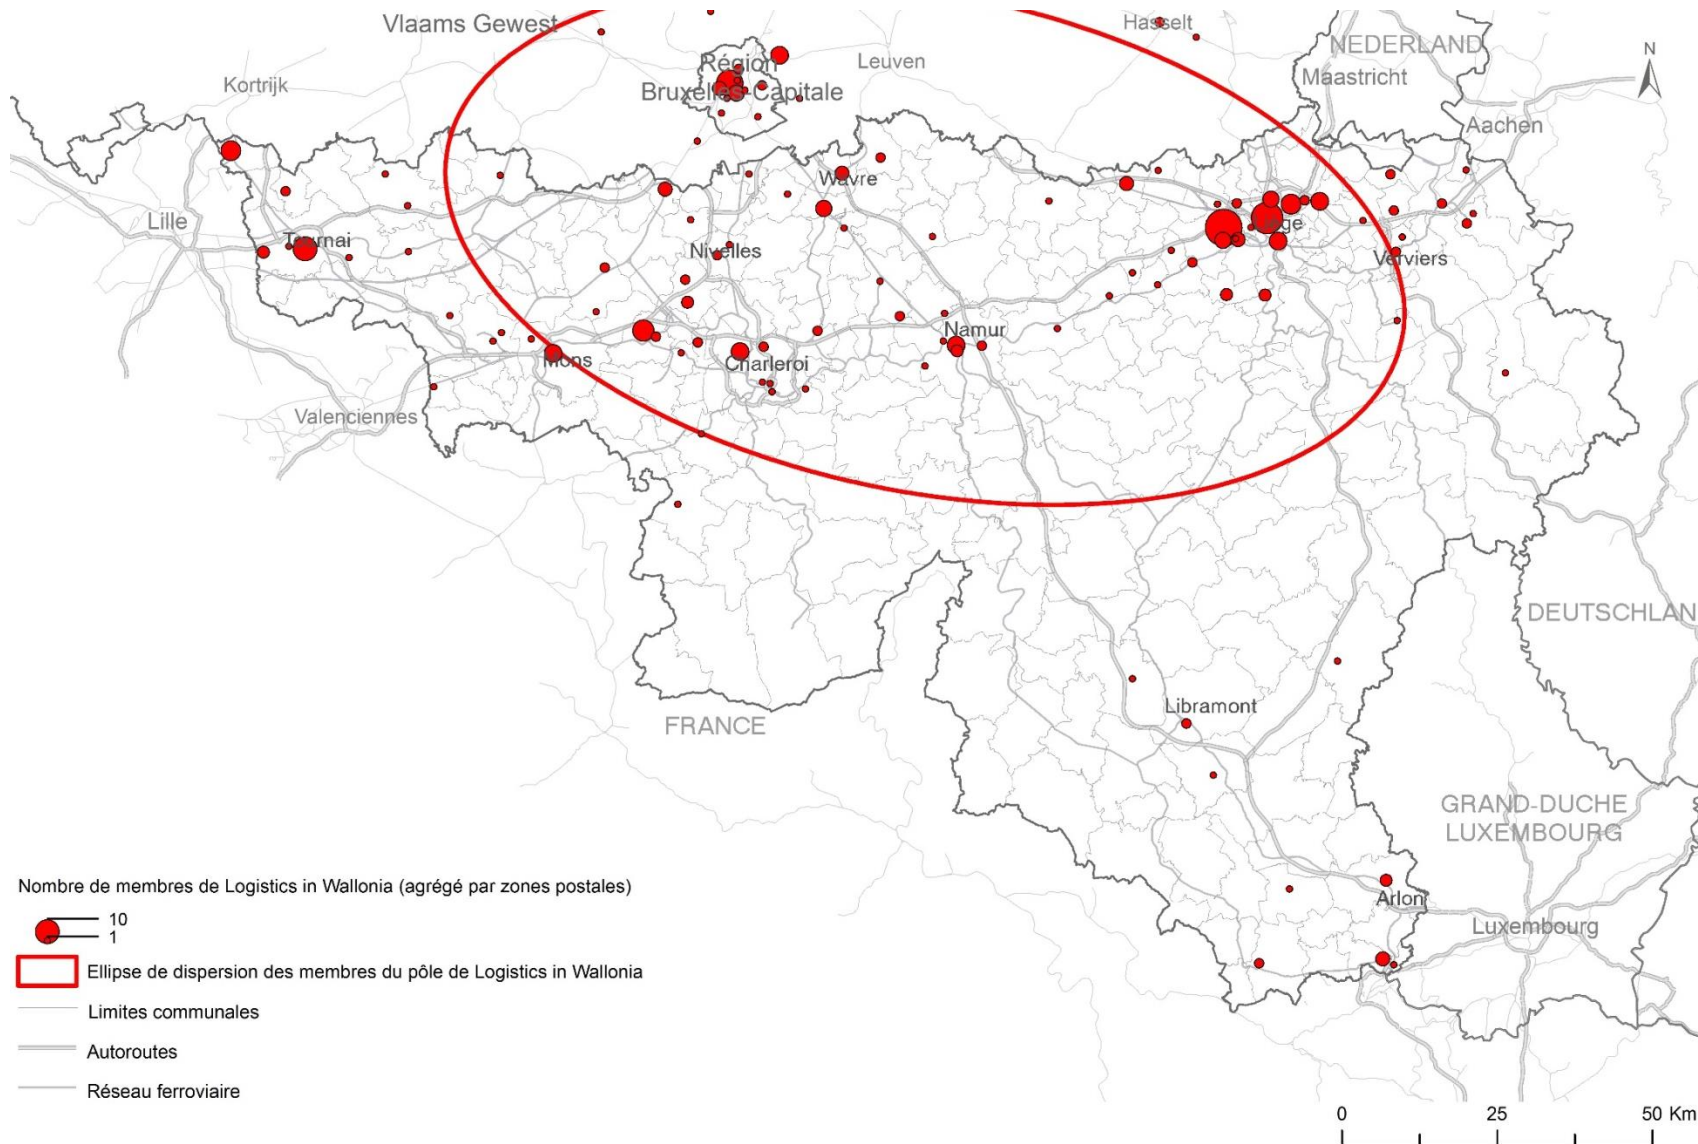 Vlaams Gewest
Hasselt
NEDERLAND
N
Kortrijk
Région
Bruxelles-Capitale
Leuven
Maastricht
Aachen
Lille
Tournai
Wavre
Nivelles
Liège
Verviers
Mons
Charleroi
Namur
Valenciennes
DEUTSCHLAN
FRANCE
Libramont
GRAND-DUCHE
LUXEMBOURG
Arlon
Luxembourg
Nombre de membres de Logistics in Wallonia (agrégé par zones postales)
10
1
Ellipse de dispersion des membres du pôle de Logistics in Wallonia
Limites communales
Autoroutes
Réseau ferroviaire
0 25 50 Km